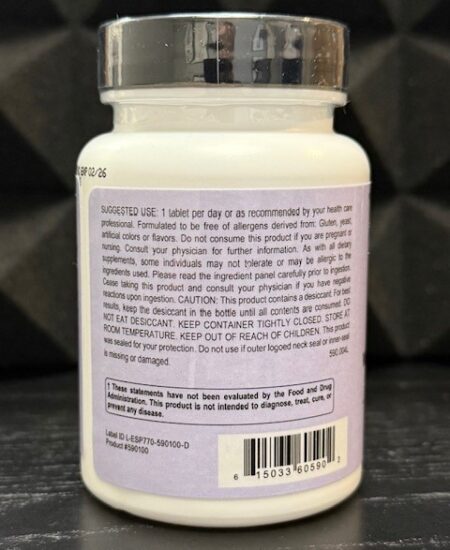 EXP 02/26
SUGGESTED USE: 1 tablet per day or as recommended by your health care
professional. Formulated to be free of allergens derived from: Gluten, yeast,
artificial colors or flavors. Do not consume this product if you are pregnant or
nursing. Consult your physician for further information. As with all dietary
supplements, some individuals may not tolerate or may be allergic to the
ingredients used. Please read the ingredient panel carefully prior to ingestion.
Cease taking this product and consult your physician if you have negative
reactions upon ingestion. CAUTION: This product contains a desiccant. For best
results, keep the desiccant in the bottle until all contents are consumed. DO
NOT EAT DESICCANT. KEEP CONTAINER TIGHTLY CLOSED. STORE AT
ROOM TEMPERATURE. KEEP OUT OF REACH OF CHILDREN. This product
was sealed for your protection. Do not use if outer logoed neck seal or inner-seal
is missing or damaged. 590.00AL
† These statements have not been evaluated by the Food and Drug
Administration. This product is not intended to diagnose, treat, cure, or
prevent any disease.
Label ID L-ESP770-590100-D
Product #590100
6 15033 60590 2